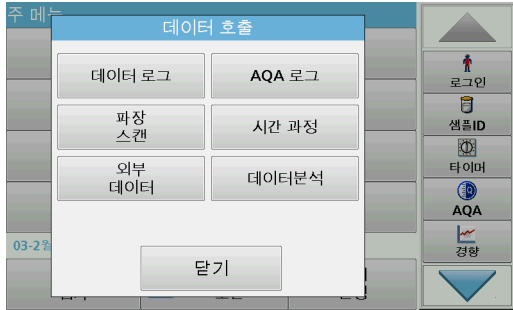 주 메뉴
데이터 호출
데이터 로그
AQA 로그
파장
스캔
시간 과정
외부
데이터
데이터분석
닫기
03-2월
로그인
샘플ID
타이머
AQA
경향